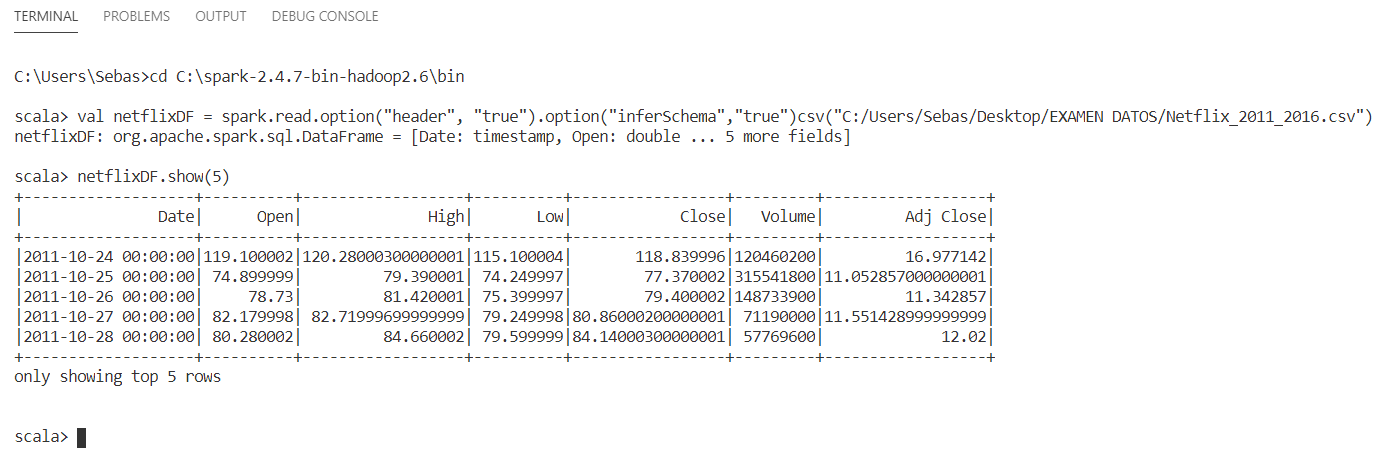 TERMINAL PROBLEMS OUTPUT DEBUG CONSOLE
C:\Users\Sebas>cd C:\spark-2.4.7-bin-hadoop2.6\bin
scala> val netflixDF = spark.read.option("header", "true").option("inferSchema","true")csv("C:/Users/Sebas/Desktop/EXAMEN DATOS/Netflix_2011_2016.csv")
netflixDF: org.apache.spark.sql.DataFrame = [Date: timestamp, Open: double ... 5 more fields]
scala> netflixDF.show(5)
+-------------------+----------+------------------+----------+-----------------+---------+------------------+
|               Date|      Open|              High|       Low|            Close|   Volume|         Adj Close|
+-------------------+----------+------------------+----------+-----------------+---------+------------------+
|2011-10-24 00:00:00|119.100002|120.28000300000001|115.100004|       118.839996|120460200|         16.977142|
|2011-10-25 00:00:00| 74.899999|         79.390001| 74.249997|        77.370002|315541800|11.052857000000001|
|2011-10-26 00:00:00|     78.73|         81.420001| 75.399997|        79.400002|148733900|         11.342857|
|2011-10-27 00:00:00| 82.179998| 82.71999699999999| 79.249998|80.86000200000001| 71190000|11.551428999999999|
|2011-10-28 00:00:00| 80.280002|         84.660002| 79.599999|84.14000300000001| 57769600|             12.02|
+-------------------+----------+------------------+----------+-----------------+---------+------------------+
only showing top 5 rows
scala>